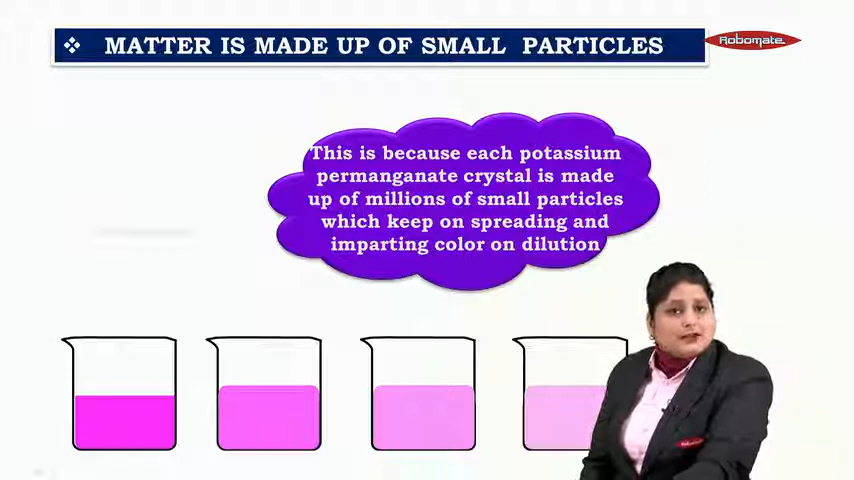 ❖ MATTER IS MADE UP OF SMALL PARTICLES
Robomate
This is because each potassium
permanganate crystal is made
up of millions of small particles
which keep on spreading and
imparting color on dilution
Robomate